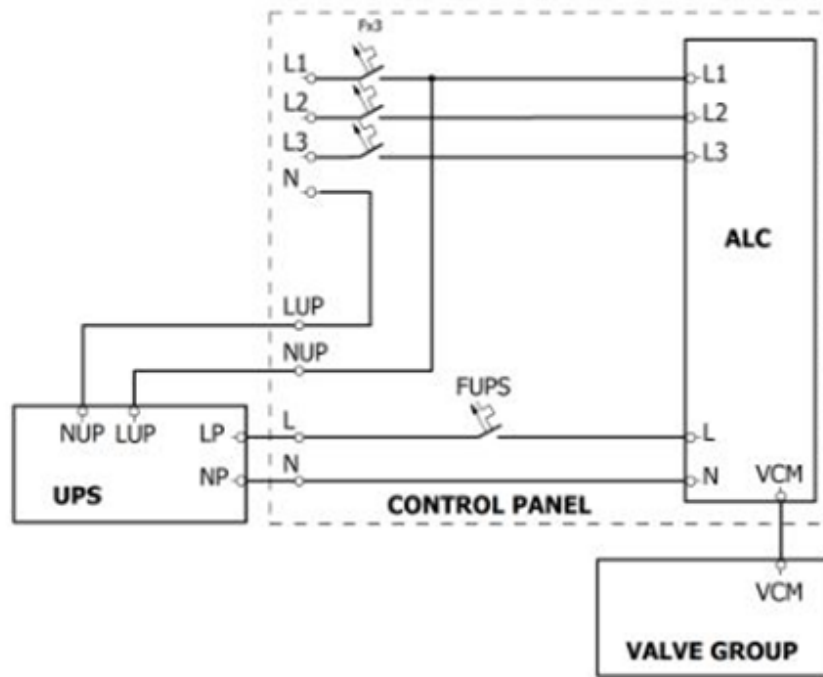 Fx3
L1
L1
L2
L2
L3
L3
N
ALC
LUP
NUP
FUPS
NUP
LUP
LP
L
L
UPS
NP
N
N
VCM
CONTROL PANEL
VCM
VALVE GROUP